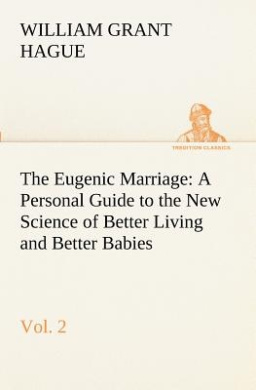 WILLIAM GRANT
HAGUE
TREDITION CLASSICS
The Eugenic Marriage: A
Personal Guide to the New
Science of Better Living
and Better Babies
Vol. 2